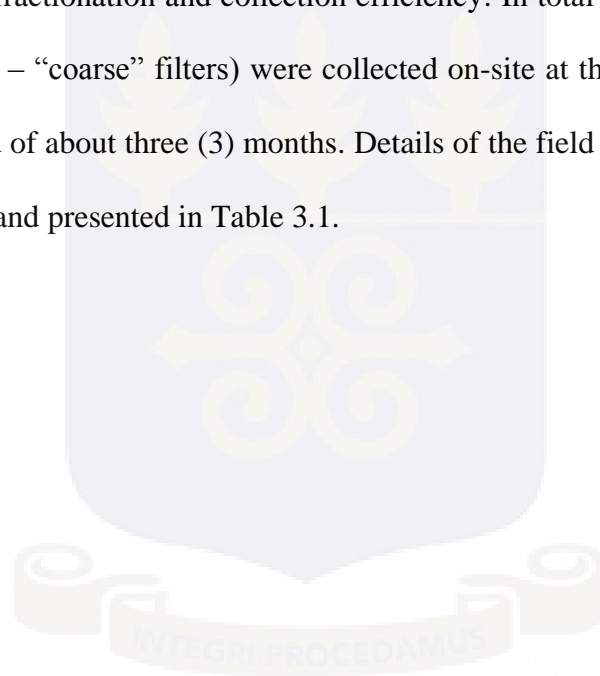 fractionation and collection efficiency. In total
– “coarse” filters) were collected on-site at th
of about three (3) months. Details of the field
and presented in Table 3.1.
INTEGRI PROCEDAMUS